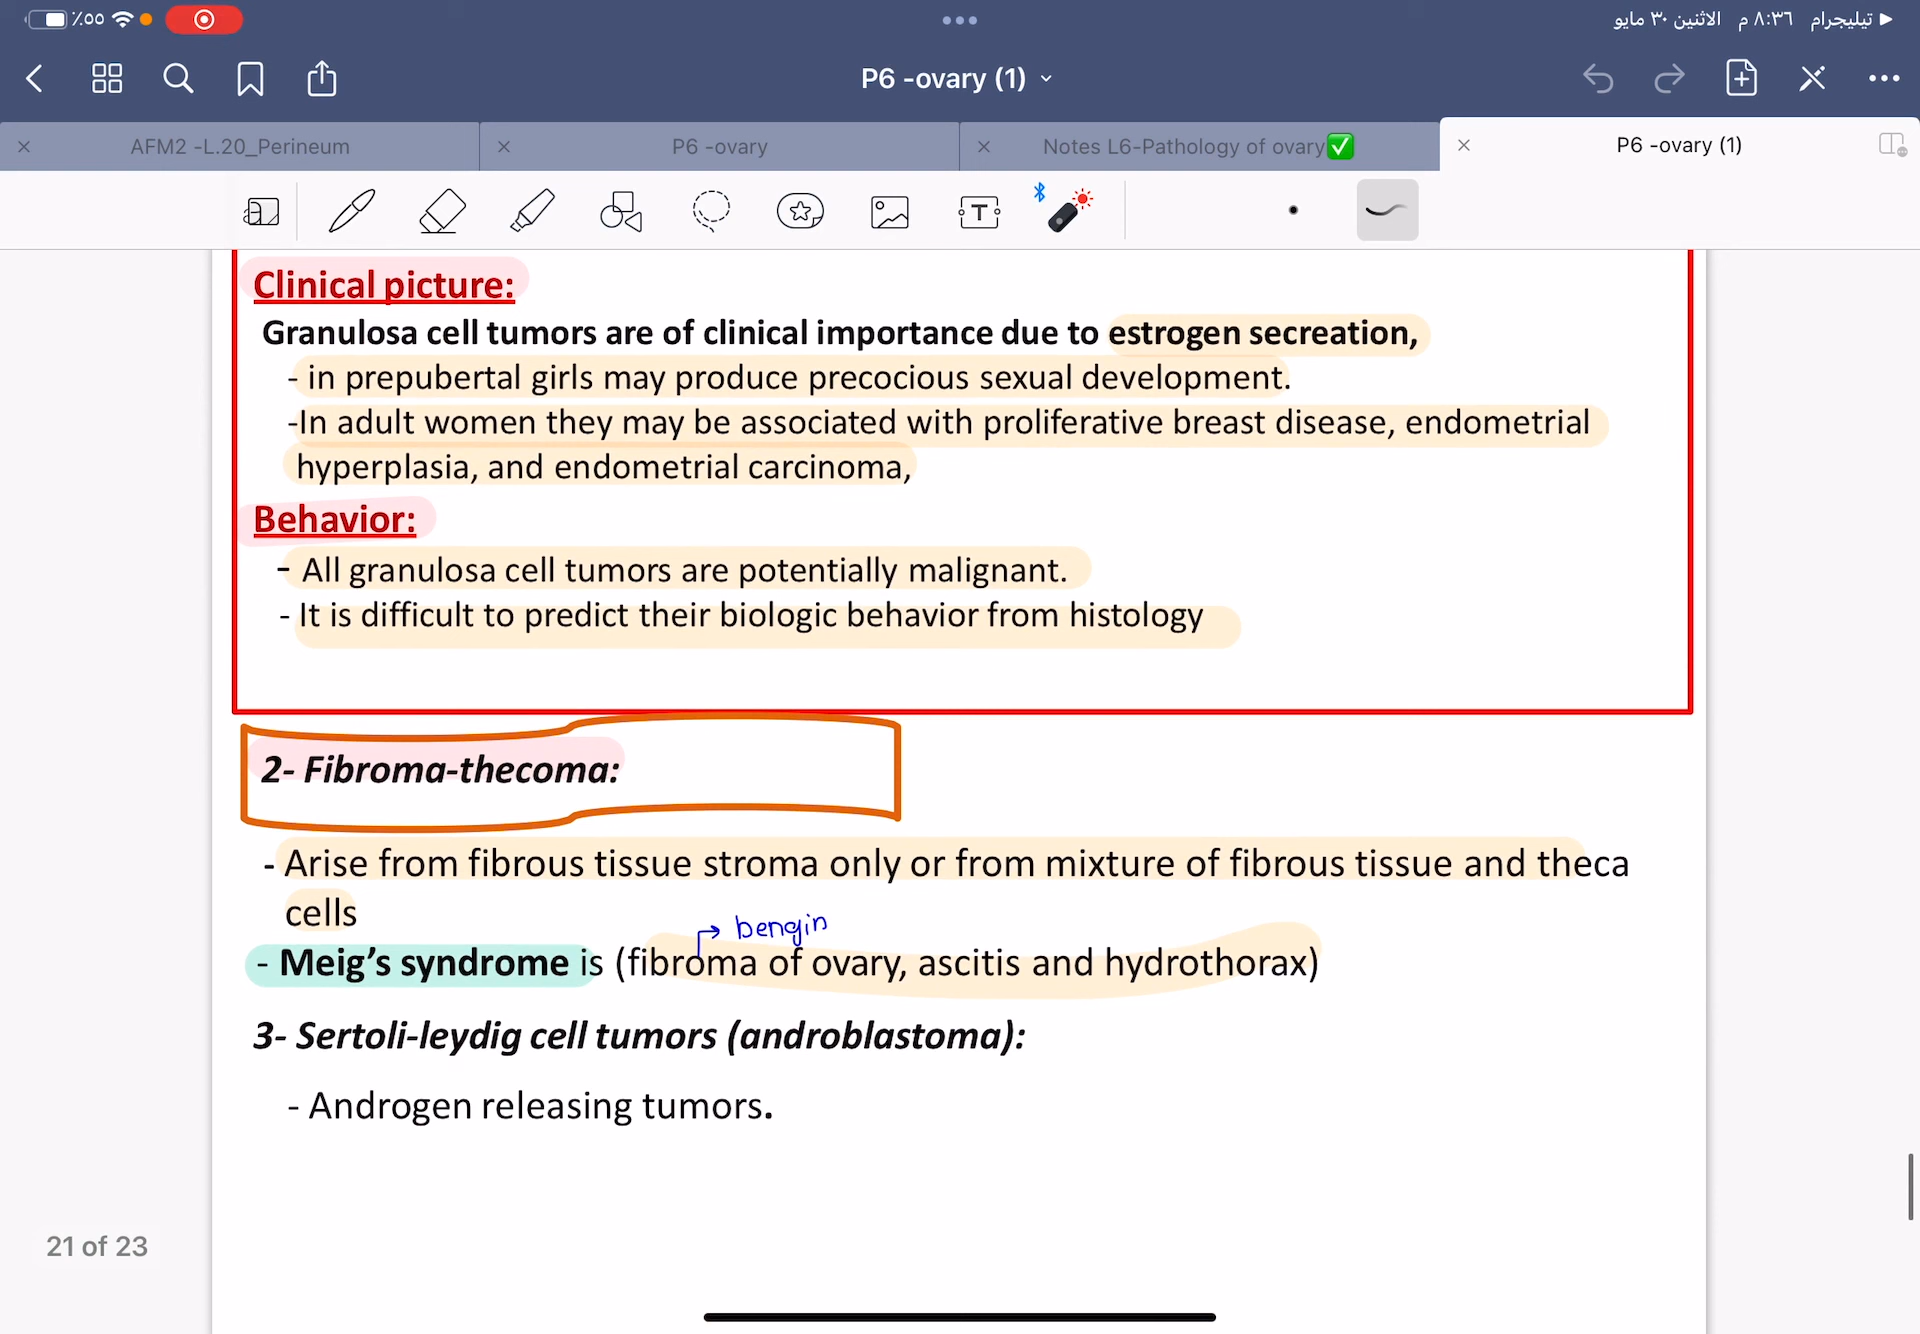 ٪٥٥
▶ تيليجرام ٨:٣٦ م الاثنين ٣٠ مايو
P6 -ovary (1)
AFM2 -L.20_Perineum
P6 -ovary
Notes L6-Pathology of ovary✅
P6 -ovary (1)
Clinical picture:
Granulosa cell tumors are of clinical importance due to estrogen secretion,
- in prepubertal girls may produce precocious sexual development.
-In adult women they may be associated with proliferative breast disease, endometrial
hyperplasia, and endometrial carcinoma,
Behavior:
- All granulosa cell tumors are potentially malignant.
- It is difficult to predict their biologic behavior from histology
2- Fibroma-thecoma:
- Arise from fibrous tissue stroma only or from mixture of fibrous tissue and theca
cells
bengin
- Meig’s syndrome is (fibroma of ovary, ascitis and hydrothorax)
3- Sertoli-leydig cell tumors (androblastoma):
- Androgen releasing tumors.
21 of 23